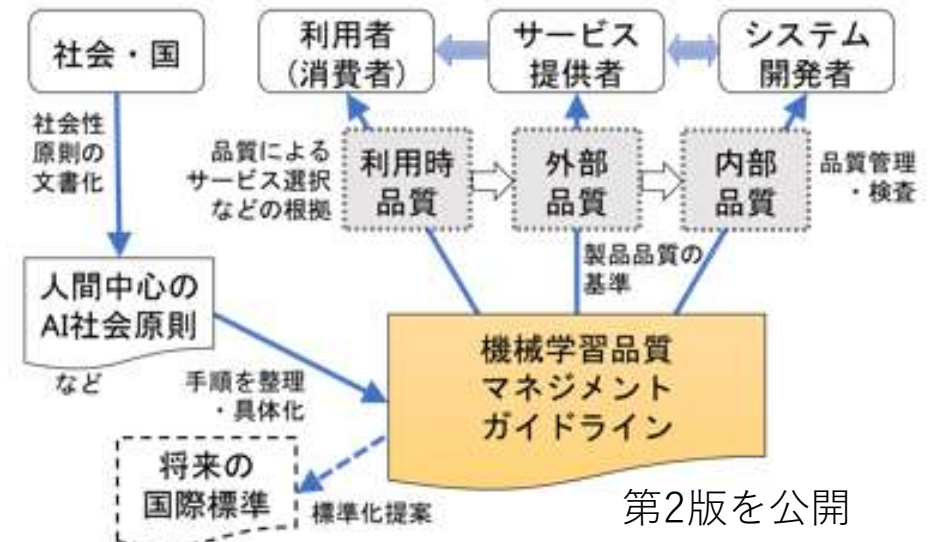 社会・国
利用者
（消費者）
サービス
提供者
システム
開発者
社会性
原則の
文書化
品質による
サービス選択
などの根拠
利用時
品質
外部
品質
内部
品質
品質管理
・検査
製品品質の
基準
人間中心の
AI社会原則
など
手順を整理
・具体化
機械学習品質
マネジメント
ガイドライン
将来の
国際標準
標準化提案
第2版を公開